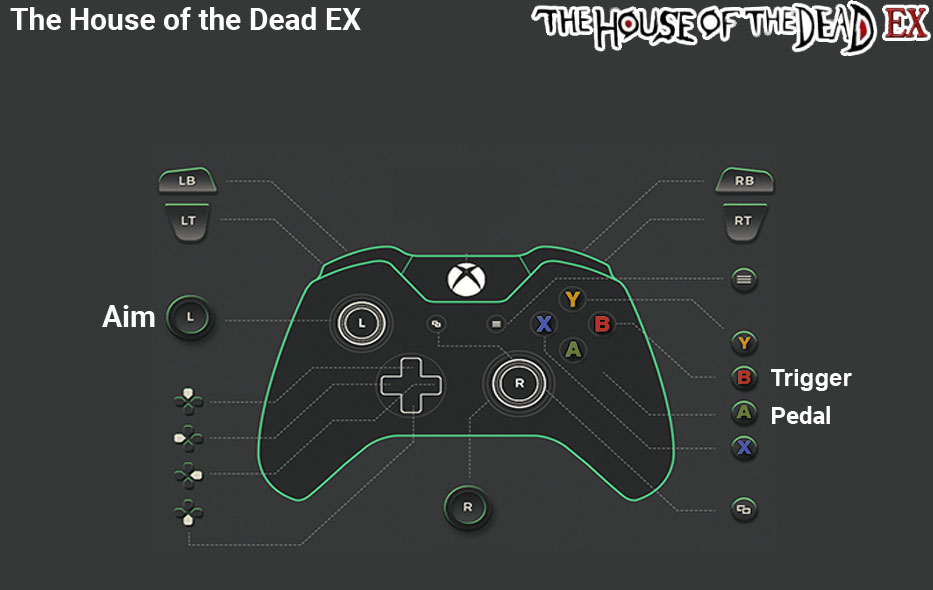 The House of the Dead EX
THE HOUSE OF THE DEAD EX
LB
RB
LT
RT
Y
Aim
L
L
X
B
Y
A
B
Trigger
R
A
Pedal
X
R